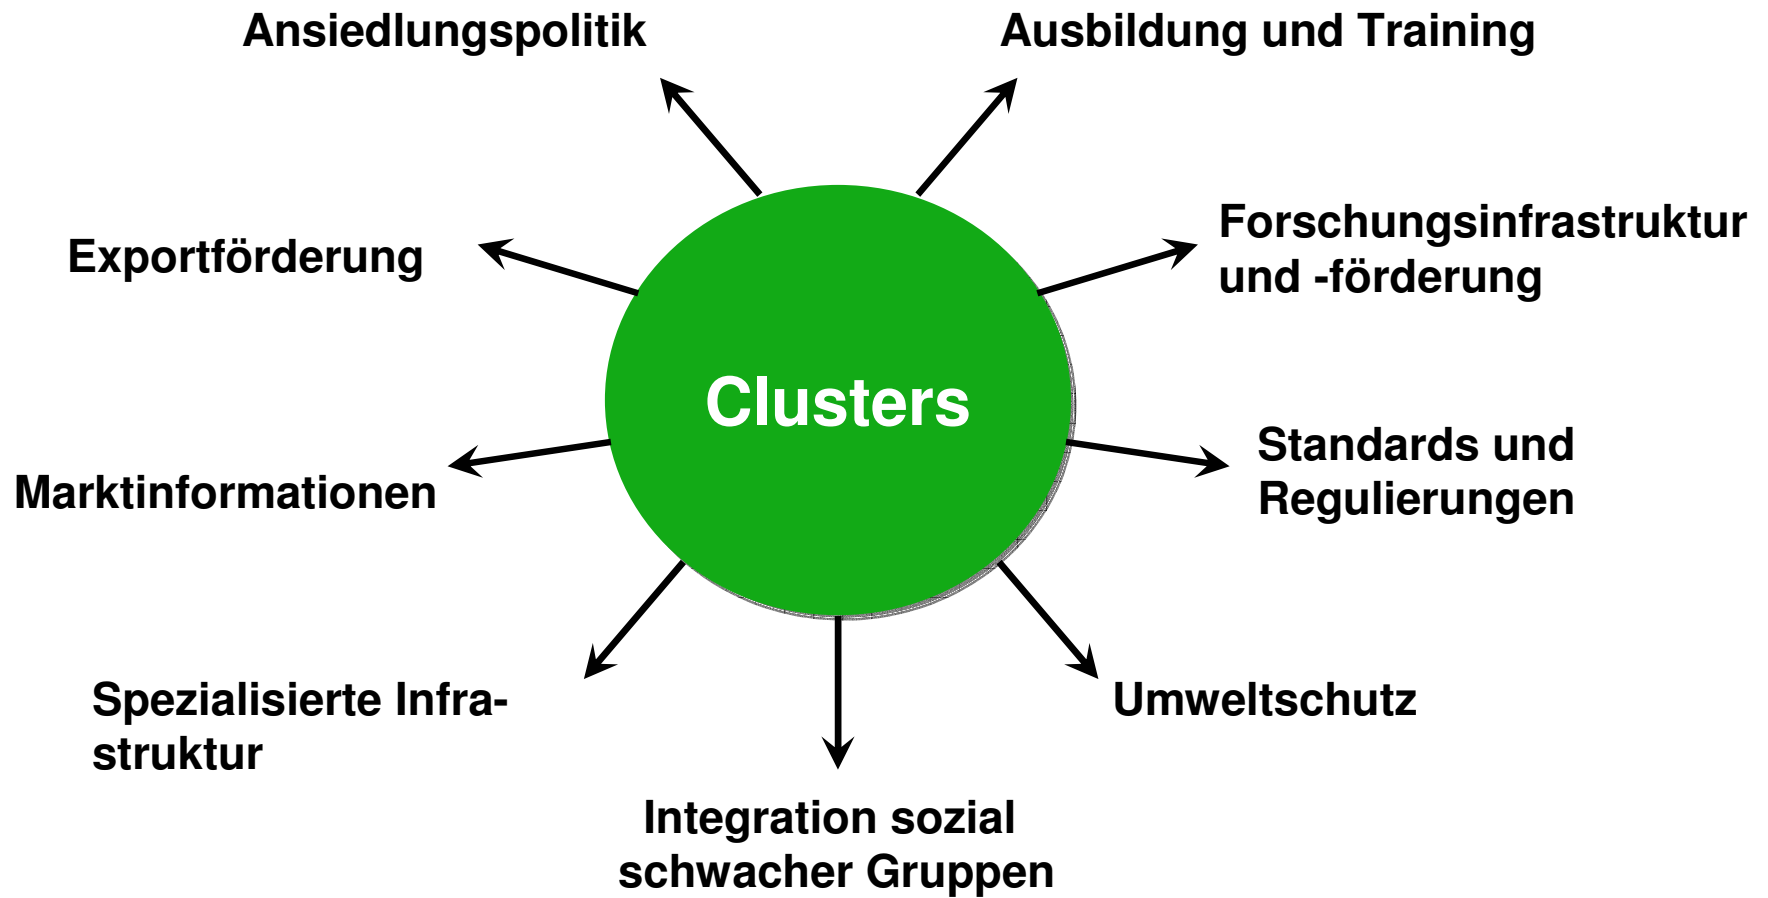 Ansiedlungspolitik
Ausbildung und Training
Exportförderung
Forschungsinfrastruktur
und -förderung
Clusters
Marktinformationen
Standards und
Regulierungen
Spezialisierte Infra-
struktur
Umweltschutz
Integration sozial
schwacher Gruppen